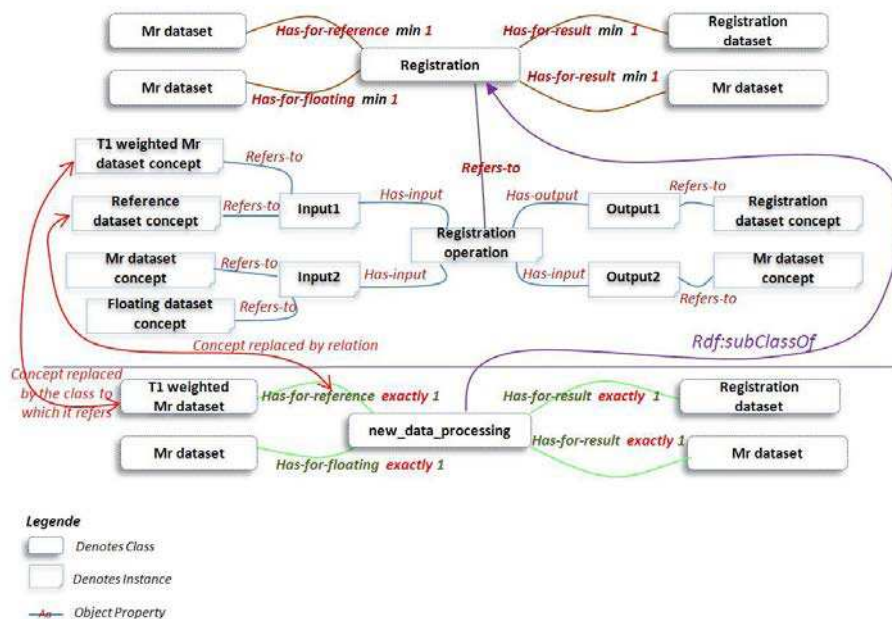 Mr dataset
Has-for-reference min 1
Has-for-result min 1
Registration
dataset
Registration
Mr dataset
Has-for-floating min 1
Has-for-result min 1
Mr dataset
T1 weighted Mr
dataset concept
Refers-to
Refers-to
Reference
dataset concept
Refers-to
Input1
Has-input
Has-output
Output1
Refers-to
Registration
dataset concept
Registration
operation
Mr dataset
concept
Refers-to
Input2
Has-input
Has-input
Output2
Mr dataset
concept
Floating dataset
concept
Refers-to
Refers-to
Concept replaced by relation
Rdf:subClassOf
Concept replaced
by the class to
which it refers
T1 weighted
Mr dataset
Has-for-reference exactly 1
Has-for-result exactly 1
Registration
dataset
new_data_processing
Mr dataset
Has-for-floating exactly 1
Has-for-result exactly 1
Mr dataset
Legende
Denotes Class
Denotes Instance
An
Object Property